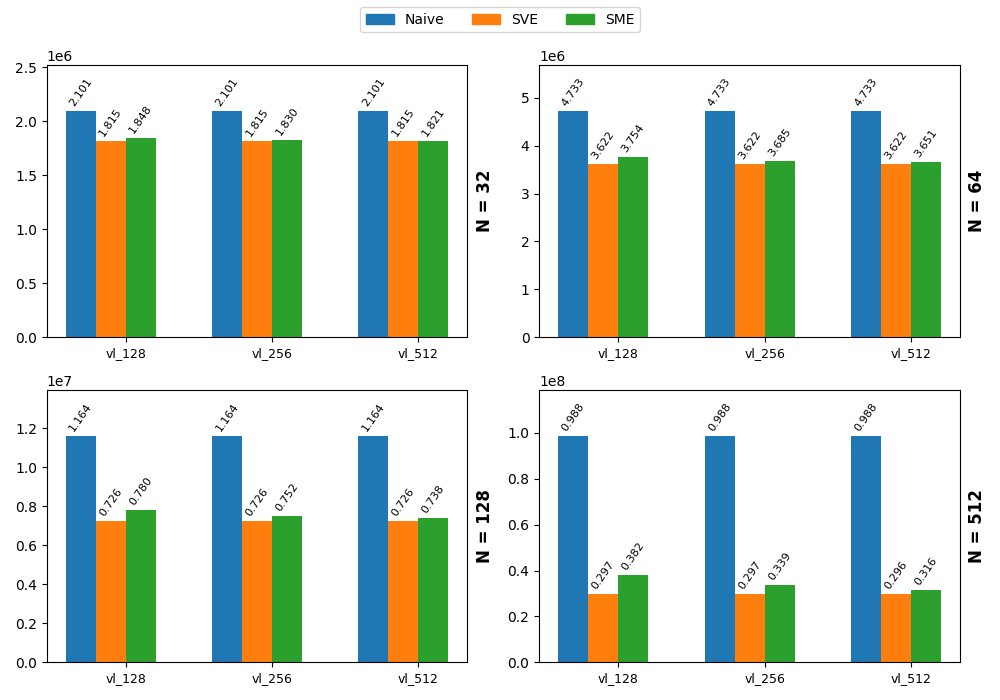 Naive SVE SME
1e6
2.5
2.0
1.5
1.0
0.5
0.0
2.101 1.815 1.848 2.101 1.815 1.830 2.101 1.815 1.821
vl_128 vl_256 vl_512
N = 32
1e6
5
4
3
2
1
0
4.733 3.622 3.754 4.733 3.622 3.685 4.733 3.622 3.651
vl_128 vl_256 vl_512
N = 64
1e7
1.2
1.0
0.8
0.6
0.4
0.2
0.0
1.164 0.726 0.780 1.164 0.726 0.752 1.164 0.726 0.738
vl_128 vl_256 vl_512
N = 128
1e8
1.0
0.8
0.6
0.4
0.2
0.0
0.988 0.297 0.382 0.988 0.297 0.339 0.988 0.296 0.316
vl_128 vl_256 vl_512
N = 512